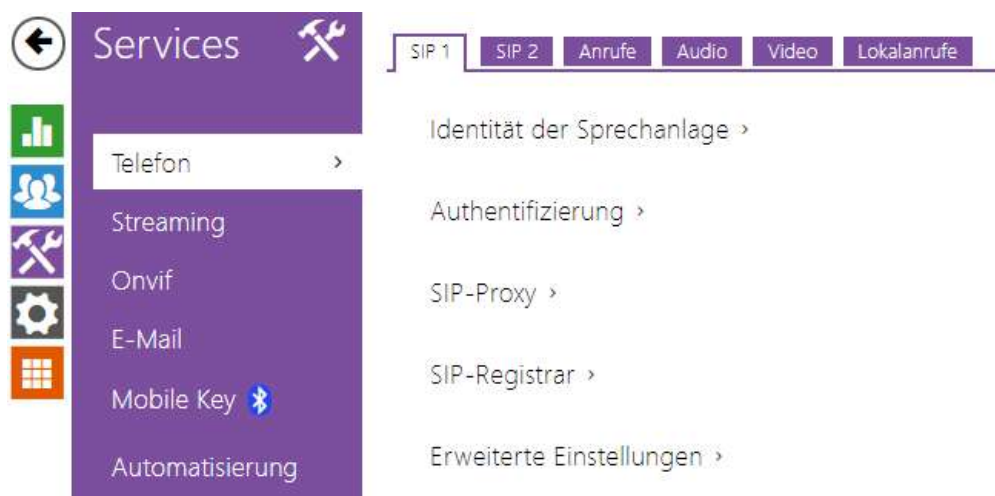 Services
Telefon
Streaming
Onvif
E-Mail
Mobile Key
Automatisierung
SIP 1 SIP 2 Anrufe Audio Video Lokalanrufe
Identität der Sprechanlage ›
Authentifizierung ›
SIP-Proxy ›
SIP-Registrar ›
Erweiterte Einstellungen ›